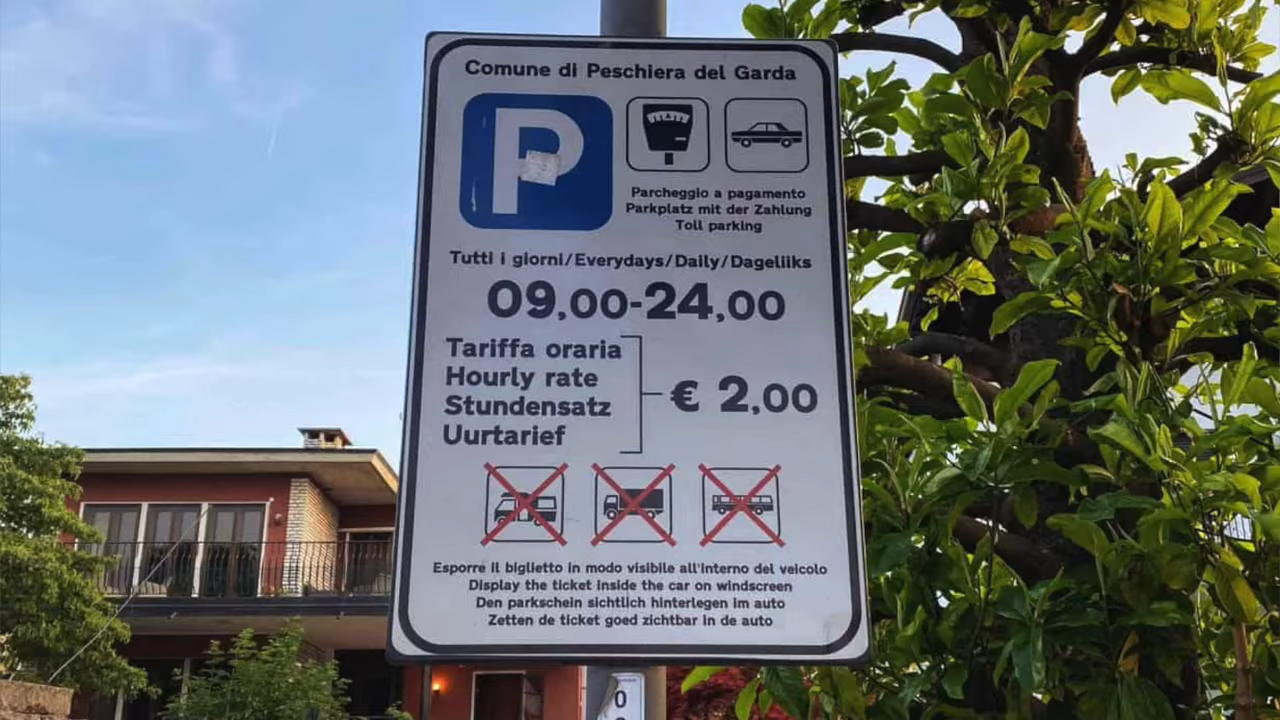 Comune di Peschiera del Garda
P
Parcheggio a pagamento
Parkplatz mit der Zahlung
Toll parking
Tutti i giorni/Everydays/Daily/Dageliiks
09,00-24,00
Tariffa oraria
Hourly rate
Stundensatz
Uurtarief
€ 2,00
Esporre il biglietto in modo visibile all'interno del veicolo
Display the ticket inside the car on windscreen
Den parkschein sichtlich hinterlegen im auto
Zetten de ticket goed zichtbar in de auto
0